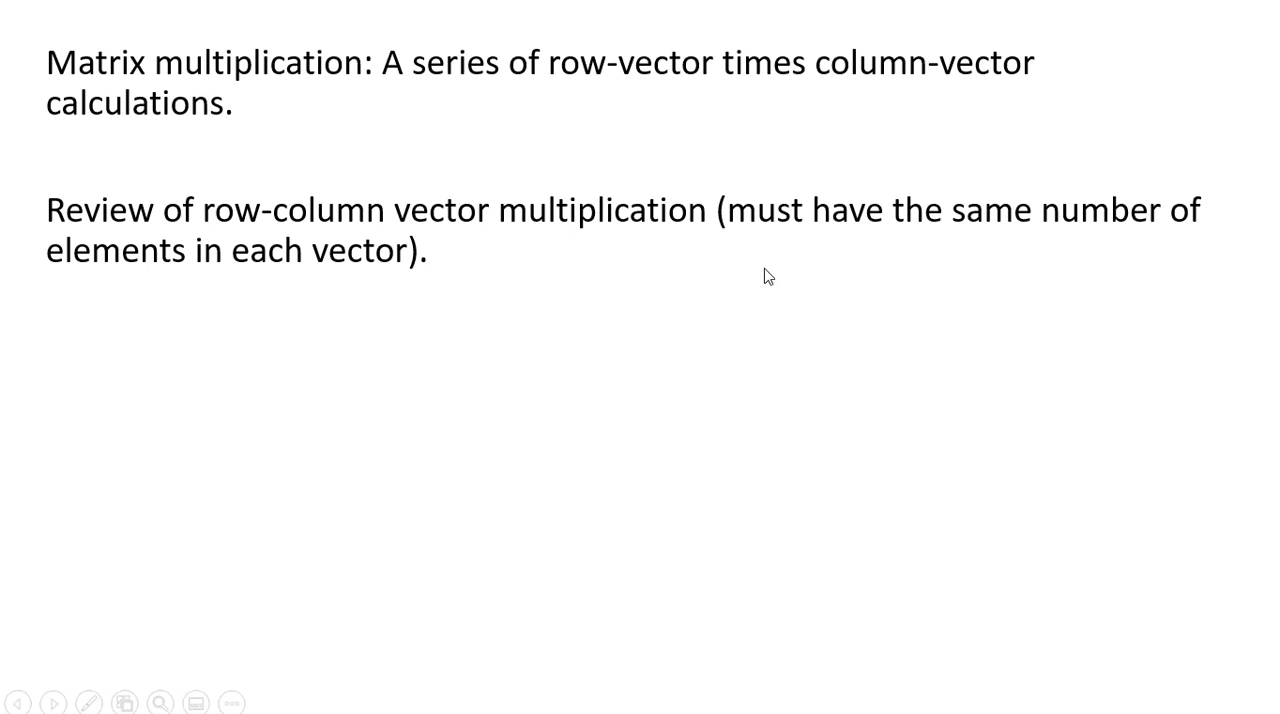 Matrix multiplication: A series of row-vector times column-vector
calculations.
Review of row-column vector multiplication (must have the same number of
elements in each vector).